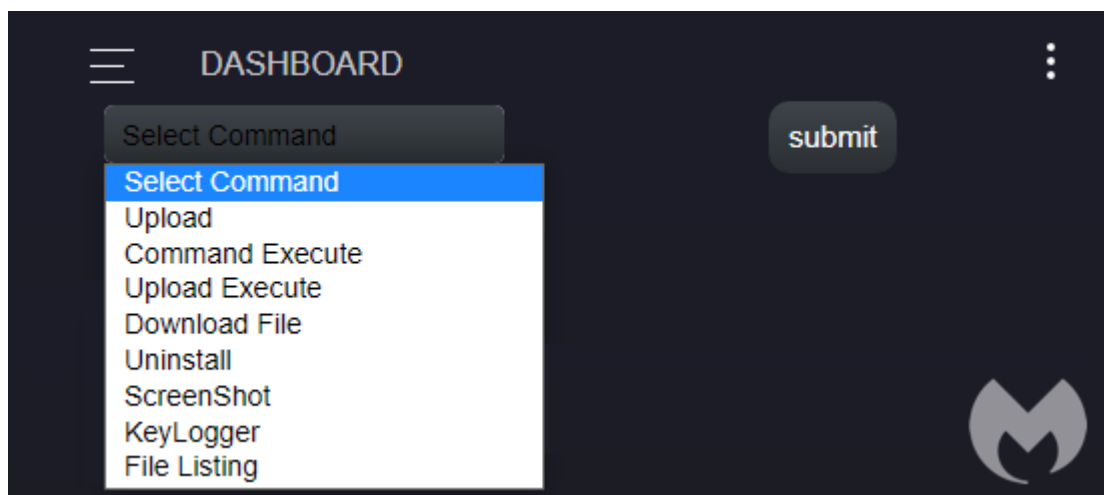 DASHBOARD
Select Command
submit
Select Command
Upload
Command Execute
Upload Execute
Download File
Uninstall
ScreenShot
KeyLogger
File Listing